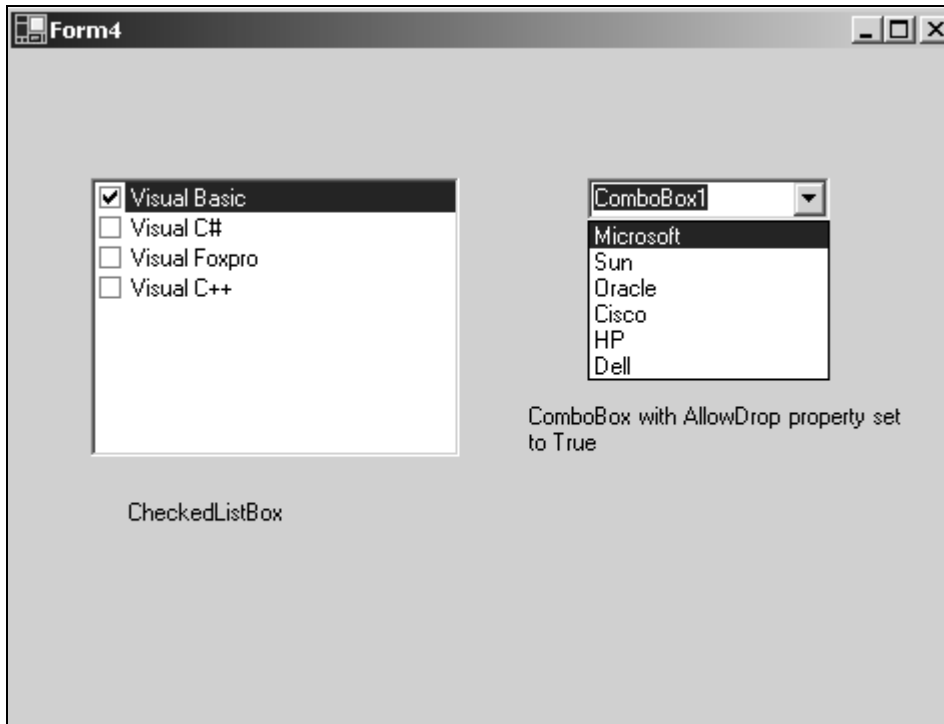 Form4
Visual Basic
Visual C#
Visual Foxpro
Visual C++
CheckedListBox
ComboBox1
Microsoft
Sun
Oracle
Cisco
HP
Dell
ComboBox with AllowDrop property set
to True